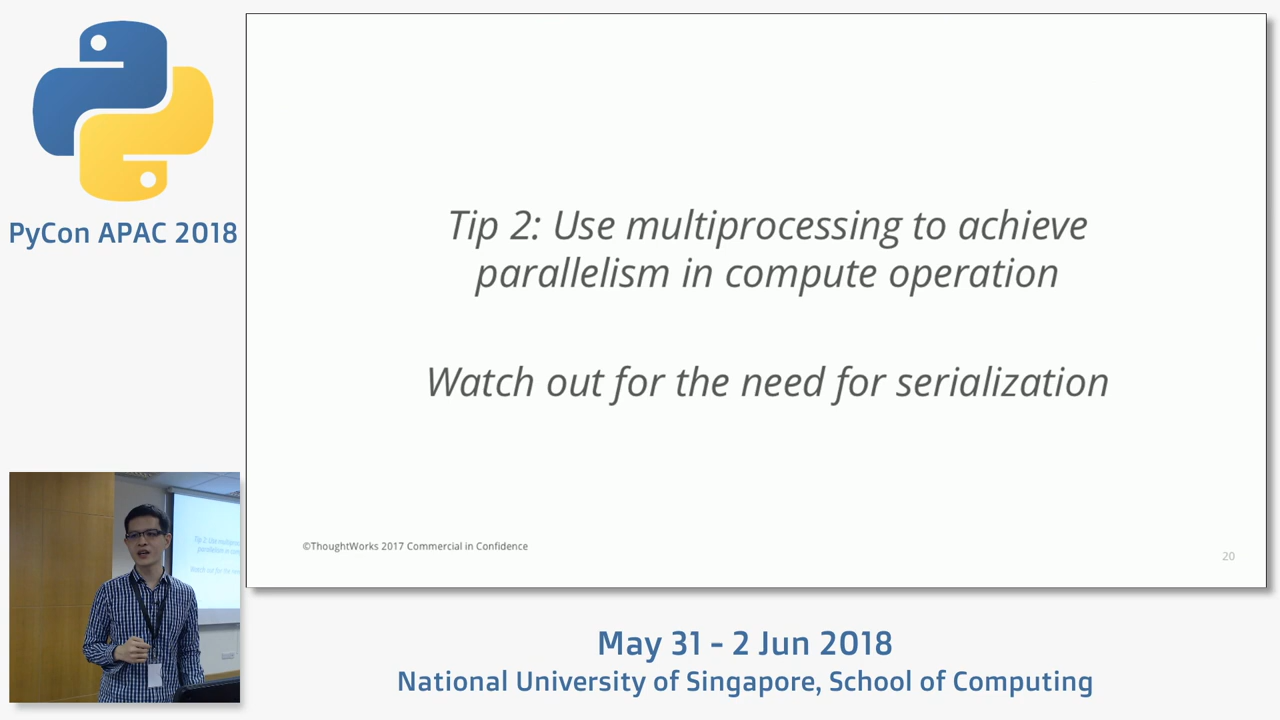 PyCon APAC 2018
Tip 2: Use multiprocessing to achieve
parallelism in compute operation
Watch out for the need for serialization
©ThoughtWorks 2017 Commercial in Confidence
20
May 31 - 2 Jun 2018
National University of Singapore, School of Computing